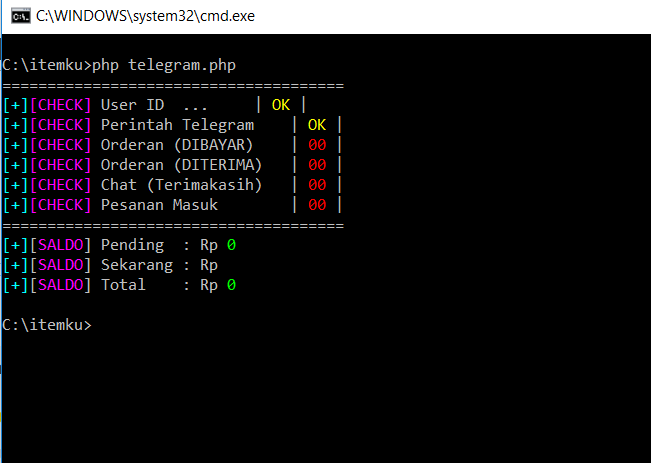 C:\WINDOWS\system32\cmd.exe
C:\itemku>php telegram.php
======================================
[+][CHECK] User ID  ...     | OK |
[+][CHECK] Perintah Telegram    | OK |
[+][CHECK] Orderan (DIBAYAR)    | 00 |
[+][CHECK] Orderan (DITERIMA)   | 00 |
[+][CHECK] Chat (Terimakasih)   | 00 |
[+][CHECK] Pesanan Masuk        | 00 |
======================================
[+][SALDO] Pending  : Rp 0
[+][SALDO] Sekarang : Rp
[+][SALDO] Total    : Rp 0
C:\itemku>